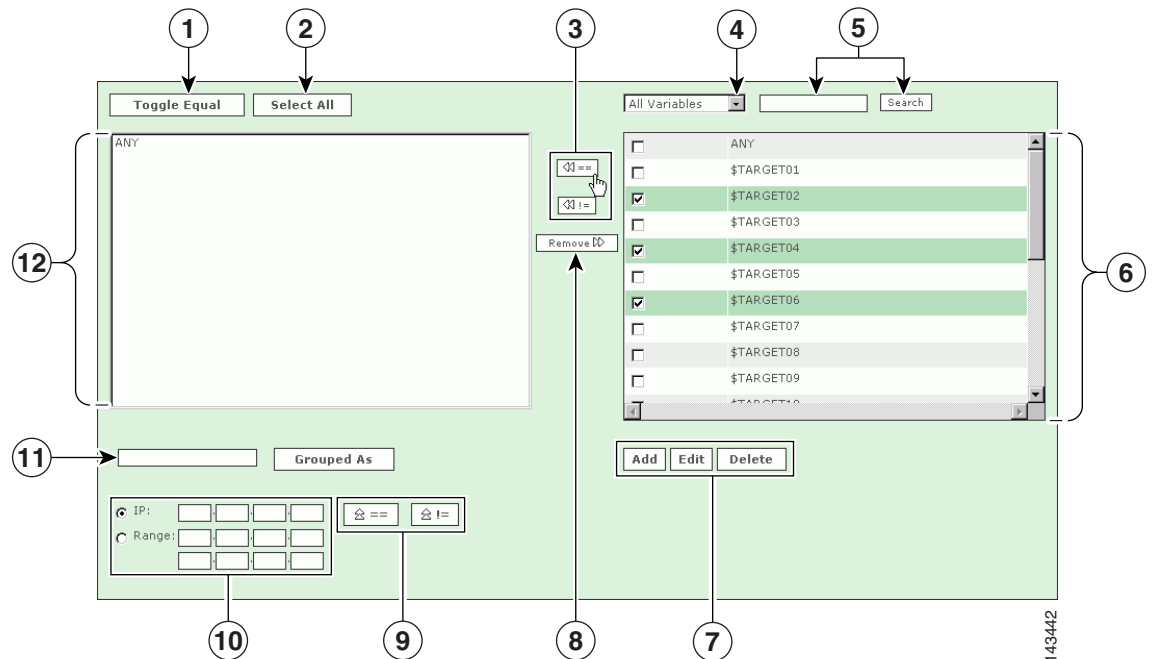 1
2
3
4
5
Toggle Equal
Select All
All Variables
Search
ANY
ANY
==
$TARGET01
!=
$TARGET02
$TARGET03
Remove
$TARGET04
12
6
$TARGET05
$TARGET06
$TARGET07
$TARGET08
$TARGET09
$TARGET10
11
Grouped As
Add
Edit
Delete
IP:
==
!=
Range:
10
9
8
7
143442